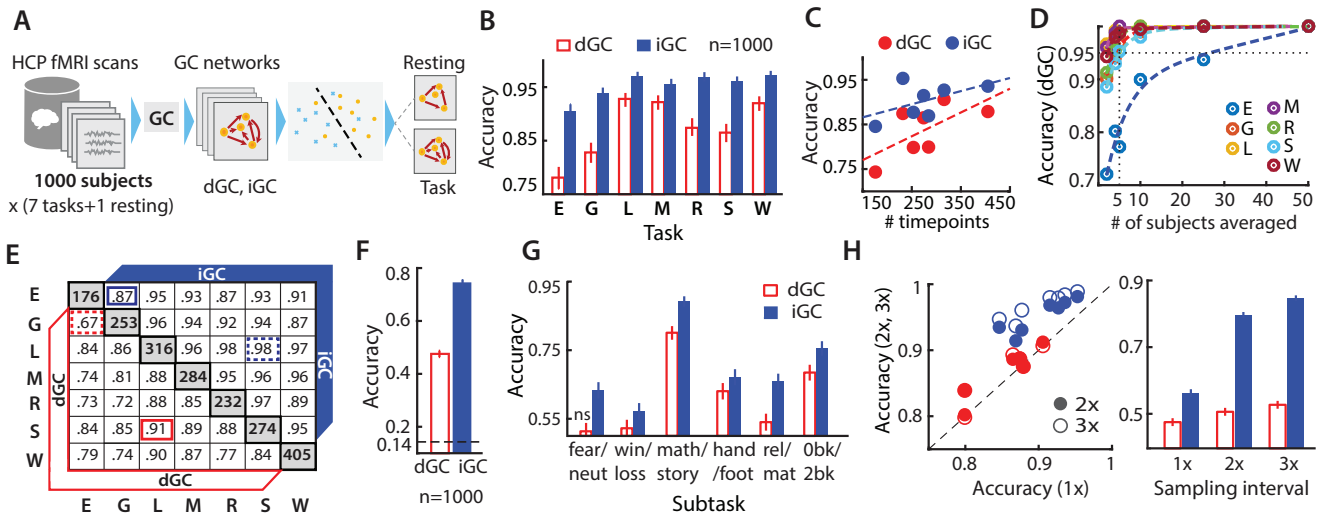 A
HCP fMRI scans
GC networks
Resting
GC
1000 subjects
x (7 tasks+1 resting)
dGC, iGC
Task
B
dGC
iGC
n=1000
Accuracy
0.95
0.85
0.75
E G L M R S W
Task
C
dGC
iGC
Accuracy
0.95
0.85
0.75
150 250 350 450
# timepoints
D
Accuracy (dGC)
0.95
0.9
0.8
0.7
E
G
L
M
R
S
W
5 10 20 30 40 50
# of subjects averaged
E
iGC
iGC
dGC
dGC
E 176 .87 .95 .93 .87 .93 .91
G .67 253 .96 .94 .92 .94 .87
L .84 .86 316 .96 .98 .98 .97
M .74 .81 .88 284 .95 .96 .96
R .73 .72 .88 .85 232 .97 .89
S .84 .85 .91 .89 .88 274 .95
W .79 .74 .90 .87 .77 .84 405
E G L M R S W
F
Accuracy
0.8
0.6
0.4
0.2
0.14
dGC iGC
n=1000
G
dGC
iGC
Accuracy
0.95
0.75
0.55
ns
fear/ win/ math/ hand rel/ 0bk/
neut loss story /foot mat 2bk
Subtask
H
Accuracy (2x, 3x)
1
0.9
0.8
2x
3x
0.8 0.9 1
Accuracy (1x)
0.9
0.7
0.5
1x 2x 3x
Sampling interval